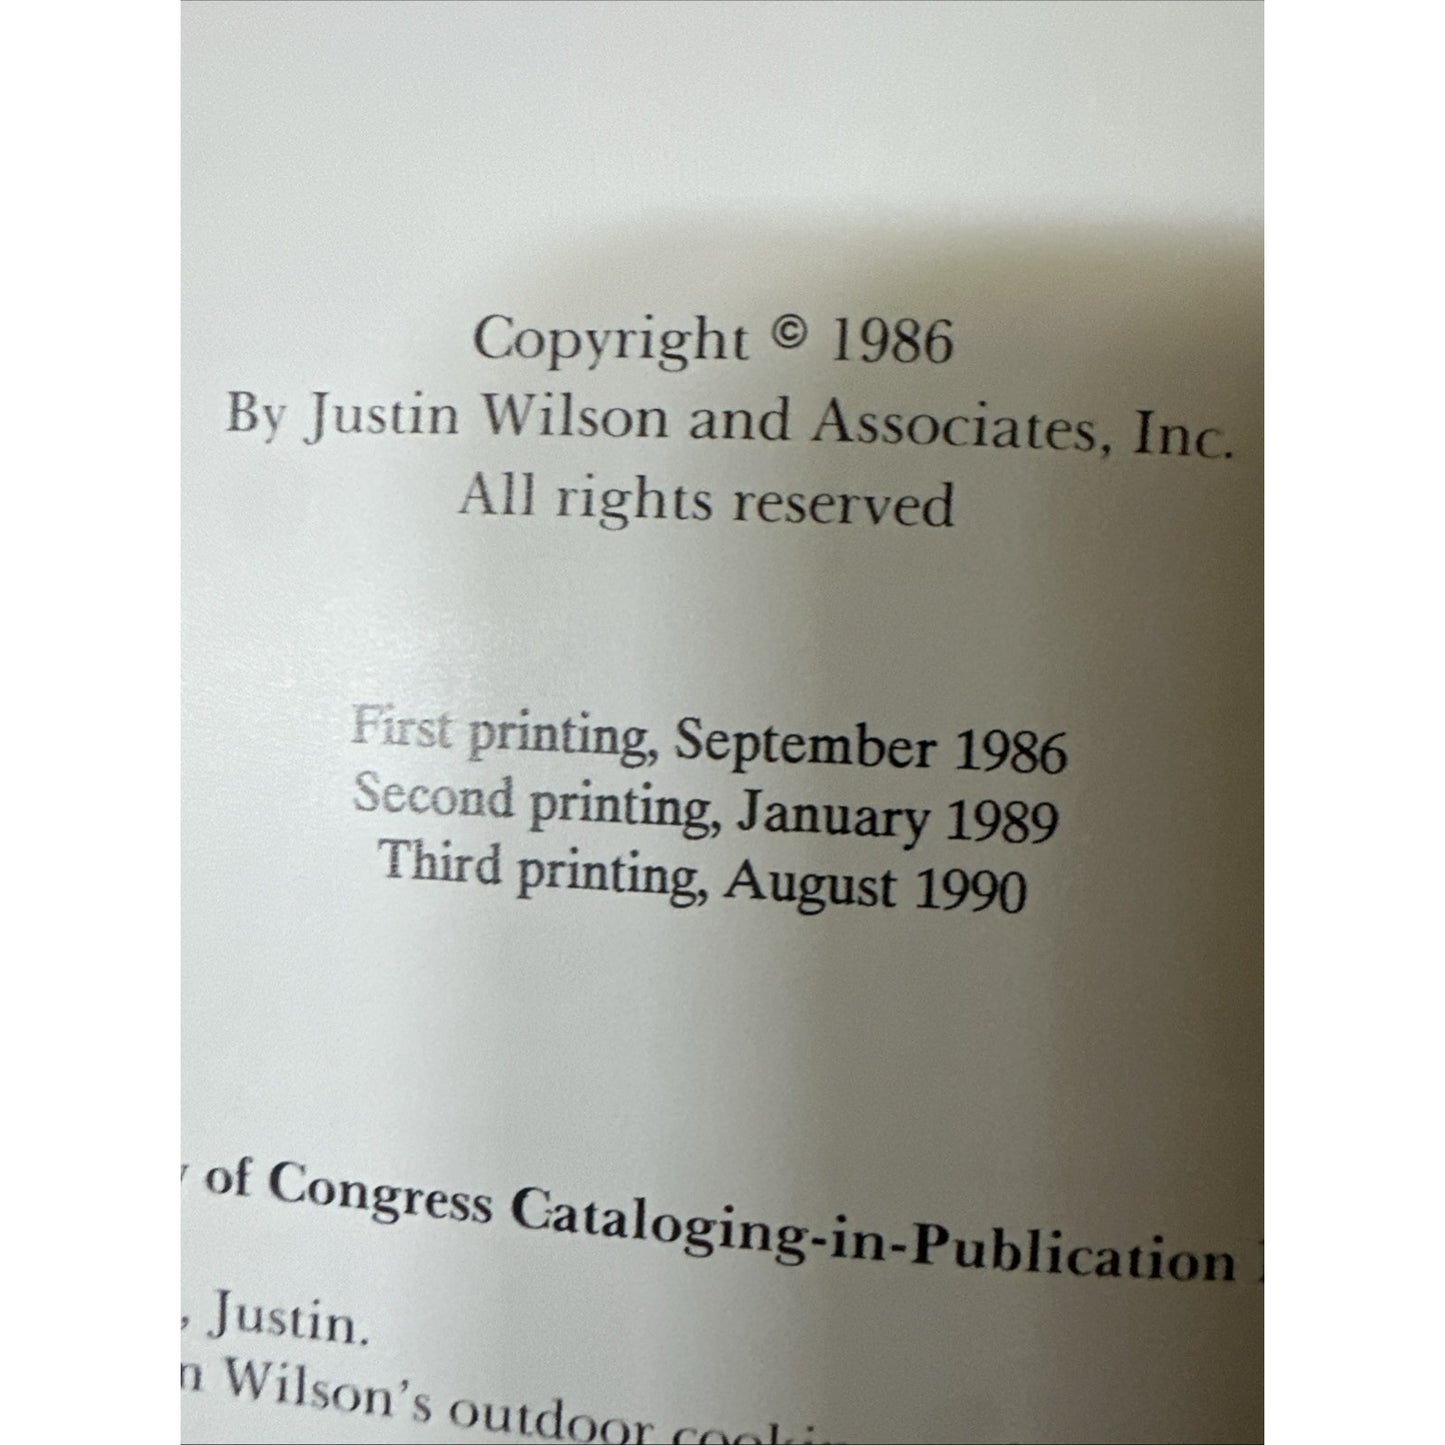 Copyright © 1986
By Justin Wilson and Associates, Inc.
All rights reserved
First printing, September 1986
Second printing, January 1989
Third printing, August 1990
of Congress Cataloging-in-Publication
, Justin.
Wilson's outdoor